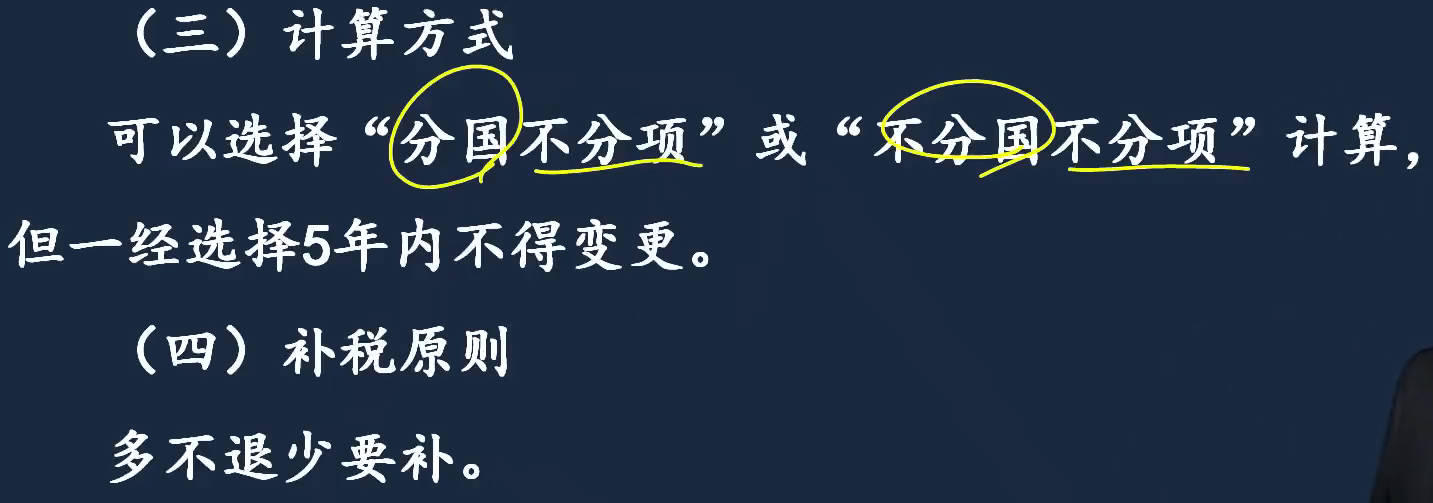 （三）计算方式
可以选择“分国不分项”或“不分国不分项”计算，
但一经选择5年内不得变更。
（四）补税原则
多不退少要补。